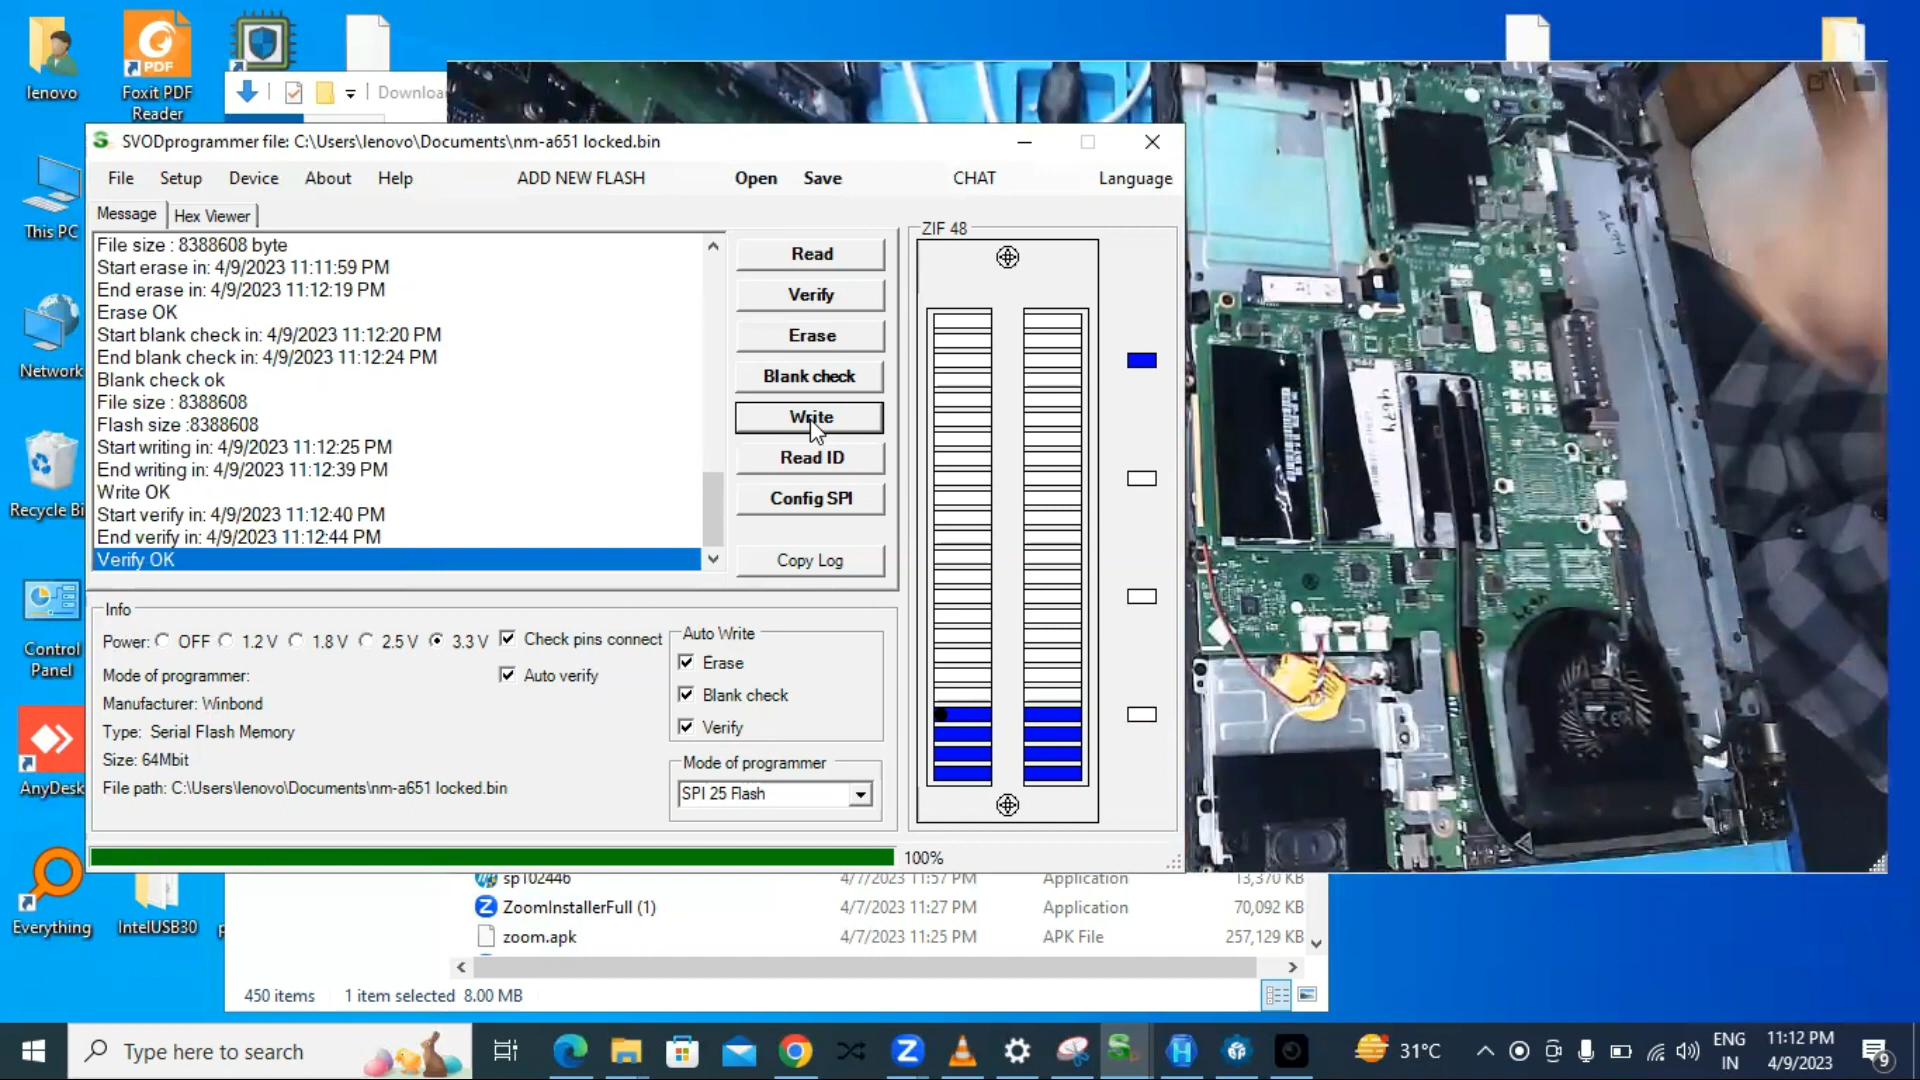 lenovo
Foxit PDF
Reader
This PC
Network
Recycle Bi
Control
Panel
AnyDesk
Everything
IntelUSB30
Downloa
SVODprogrammer file: C:\Users\lenovo\Documents\nm-a651 locked.bin
File Setup Device About Help ADD NEW FLASH Open Save CHAT Language
Message Hex Viewer
File size : 8388608 byte
Start erase in: 4/9/2023 11:11:59 PM
End erase in: 4/9/2023 11:12:19 PM
Erase OK
Start blank check in: 4/9/2023 11:12:20 PM
End blank check in: 4/9/2023 11:12:24 PM
Blank check ok
File size : 8388608
Flash size :8388608
Start writing in: 4/9/2023 11:12:25 PM
End writing in: 4/9/2023 11:12:39 PM
Write OK
Start verify in: 4/9/2023 11:12:40 PM
End verify in: 4/9/2023 11:12:44 PM
Verify OK
Read
Verify
Erase
Blank check
Write
Read ID
Config SPI
Copy Log
ZIF 48
Info
Power: OFF 1.2 V 1.8 V 2.5 V 3.3 V Check pins connect
Mode of programmer: Auto verify
Manufacturer: Winbond
Type: Serial Flash Memory
Size: 64Mbit
File path: C:\Users\lenovo\Documents\nm-a651 locked.bin
Auto Write
Erase
Blank check
Verify
Mode of programmer
SPI 25 Flash
100%
sp102446 4/7/2023 11:57 PM Application 13,370 KB
ZoomInstallerFull (1) 4/7/2023 11:27 PM Application 70,092 KB
zoom.apk 4/7/2023 11:25 PM APK File 257,129 KB
450 items 1 item selected 8.00 MB
Type here to search
31°C
ENG
IN
11:12 PM
4/9/2023
9